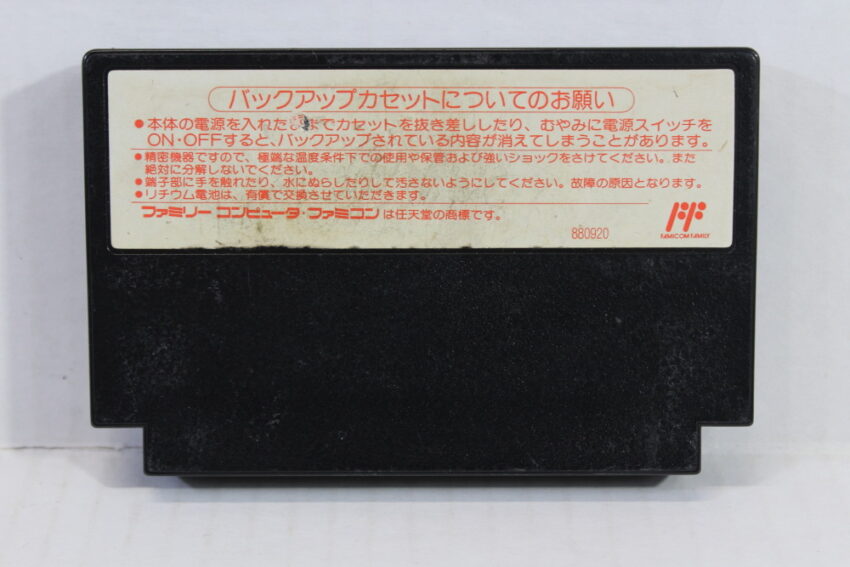 バックアップカセットについてのお願い
●本体の電源を入れたままでカセットを抜き差ししたり、むやみに電源スイッチを
ON・OFFすると、バックアップされている内容が消えてしまうことがあります。
●精密機器ですので、極端な温度条件下での使用や保管および強いショックをさけてください。また
絶対に分解しないでください。
●端子部に手を触れたり、水にぬらしたりして汚さないようにしてください。故障の原因となります。
●リチウム電池は、有償で交換させていただきます。
ファミリー コンピュータ・ファミコン は任天堂の商標です。
880920
FAMICOM FAMILY